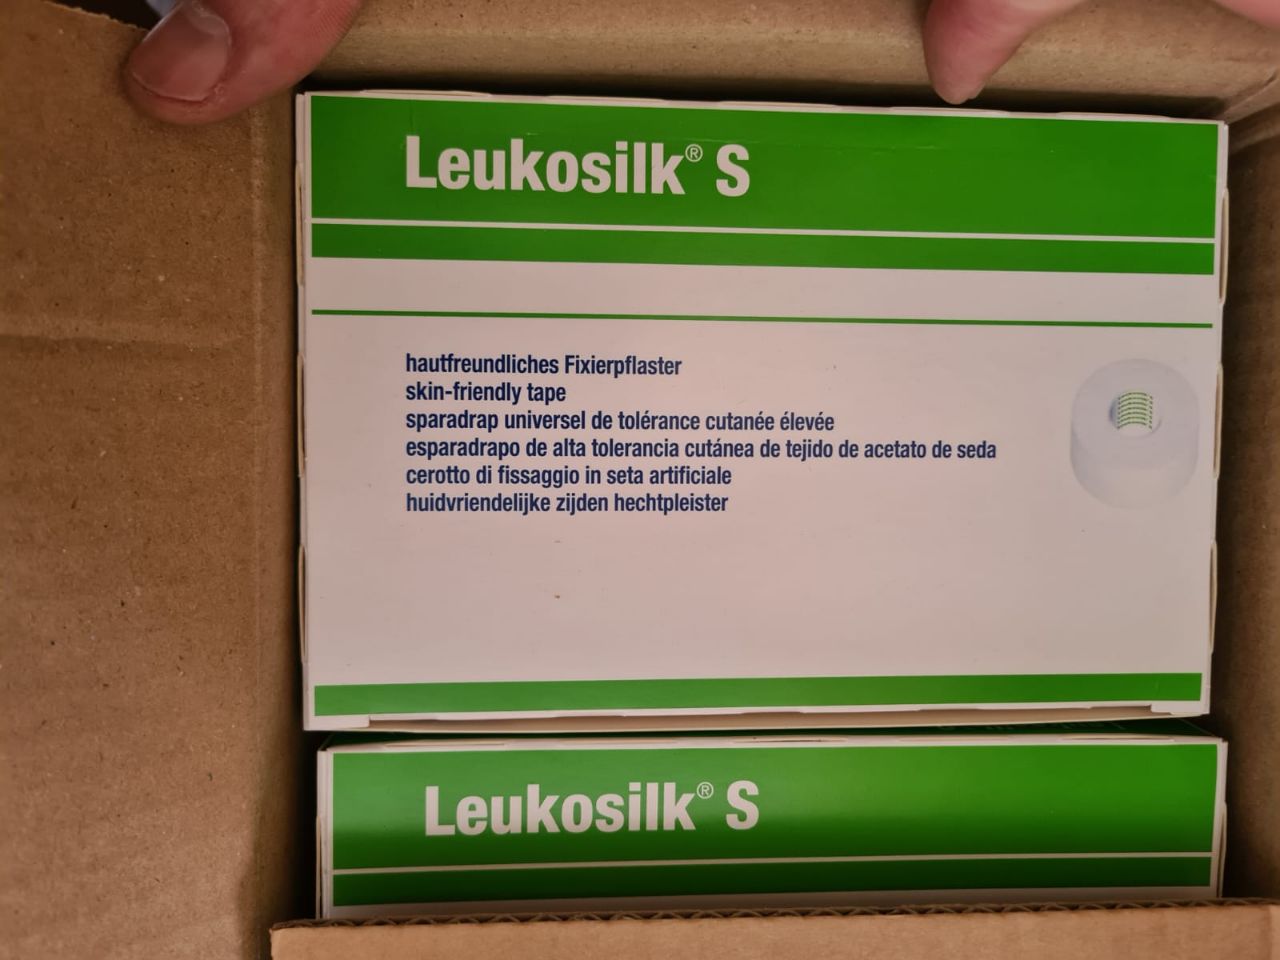 Leukosilk® S
hautfreundliches Fixierpflaster
skin-friendly tape
sparadrap universel de tolérance cutanée élevée
esparadrapo de alta tolerancia cutánea de tejido de acetato de seda
cerotto di fissaggio in seta artificiale
huidvriendelijke zijden hechtpleister
Leukosilk® S